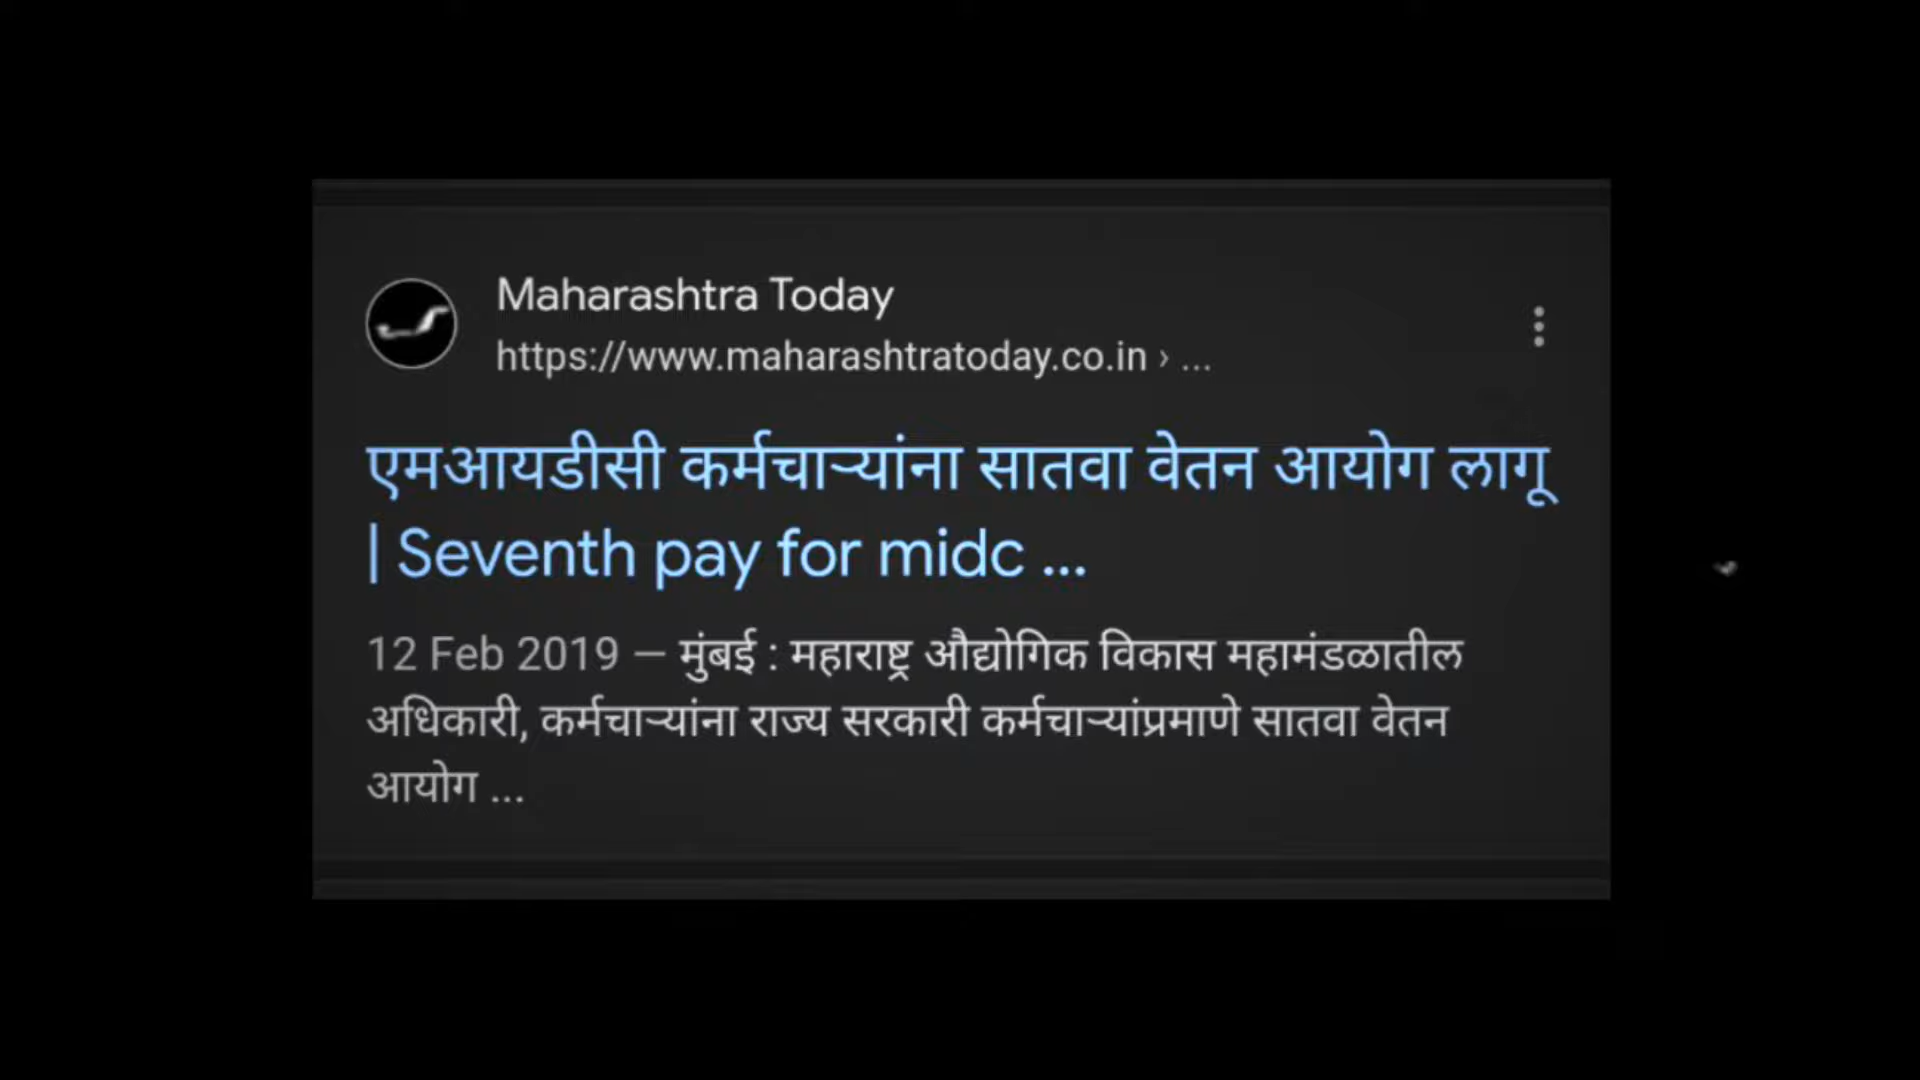 Maharashtra Today
https://www.maharashtratoday.co.in › ...
एमआयडीसी कर्मचाऱ्यांना सातवा वेतन आयोग लागू
| Seventh pay for midc ...
12 Feb 2019 — मुंबई : महाराष्ट्र औद्योगिक विकास महामंडळातील
अधिकारी, कर्मचाऱ्यांना राज्य सरकारी कर्मचाऱ्यांप्रमाणे सातवा वेतन
आयोग ...